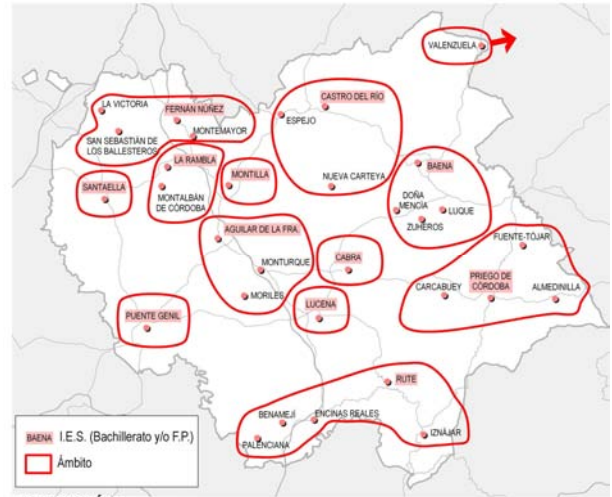 VALENZUELA
LA VICTORIA
FERNÁN NÚÑEZ
CASTRO DEL RÍO
ESPEJO
SAN SEBASTIÁN DE
LOS BALLESTEROS
MONTEMAYOR
LA RAMBLA
BAENA
SANTAELLA
MONTILLA
MONTALBÁN
DE CÓRDOBA
NUEVA CARTEYA
DOÑA
MENCÍA
LUQUE
ZUHEROS
AGUILAR DE LA FRA.
FUENTE-TÓJAR
MONTURQUE
CABRA
PRIEGO DE
CÓRDOBA
CARCABUEY
ALMEDINILLA
MORILES
LUCENA
PUENTE GENIL
RUTE
BENAMEJÍ
ENCINAS REALES
PALENCIANA
IZNÁJAR
BAENA I.E.S. (Bachillerato y/o F.P.)
Ámbito